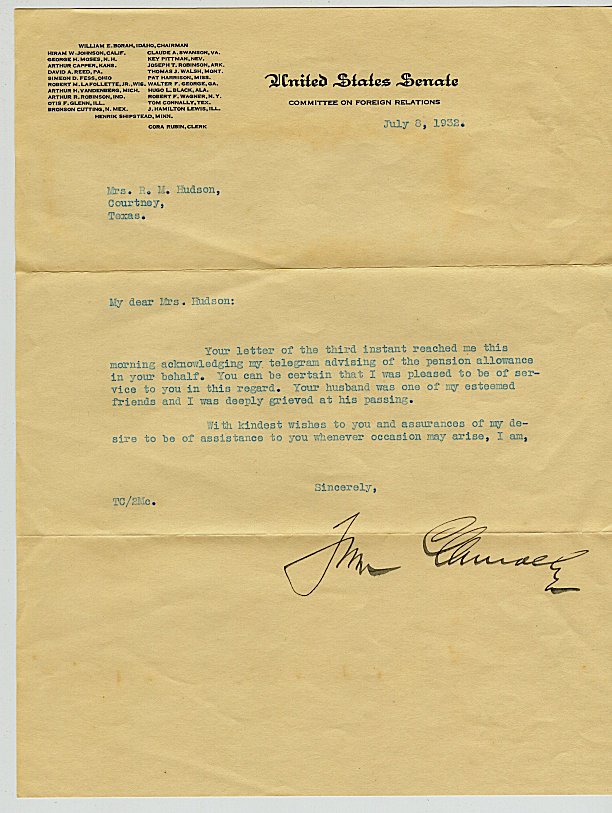 WILLIAM E. BORAH, IDAHO, CHAIRMAN
HIRAM W. JOHNSON, CALIF. CLAUDE A. SWANSON, VA.
GEORGE H. MOSES, N. H. KEY PITTMAN, NEV.
ARTHUR CAPPER, KANS. JOSEPH T. ROBINSON, ARK.
DAVID A. REED, PA. THOMAS J. WALSH, MONT.
SIMEON D. FESS, OHIO PAT HARRISON, MISS.
ROBERT M. LAFOLLETTE, JR., WIS. WALTER F. GEORGE, GA.
ARTHUR H. VANDENBERG, MICH. HUGO L. BLACK, ALA.
ARTHUR R. ROBINSON, IND. ROBERT F. WAGNER, N. Y.
OTIS F. GLENN, ILL. TOM CONNALLY, TEX.
BRONSON CUTTING, N. MEX. J. HAMILTON LEWIS, ILL.
HENRIK SHIPSTEAD, MINN.
CORA RUBIN, CLERK
United States Senate
COMMITTEE ON FOREIGN RELATIONS
July 8, 1932.
Mrs. R. M. Hudson,
Courtney,
Texas.
My dear Mrs. Hudson:
Your letter of the third instant reached me this
morning acknowledging my telegram advising of the pension allowance
in your behalf. You can be certain that I was pleased to be of ser-
vice to you in this regard. Your husband was one of my esteemed
friends and I was deeply grieved at his passing.
With kindest wishes to you and assurances of my de-
sire to be of assistance to you whenever occasion may arise, I am,
Sincerely,
TC/2Mc.
Tom Connally